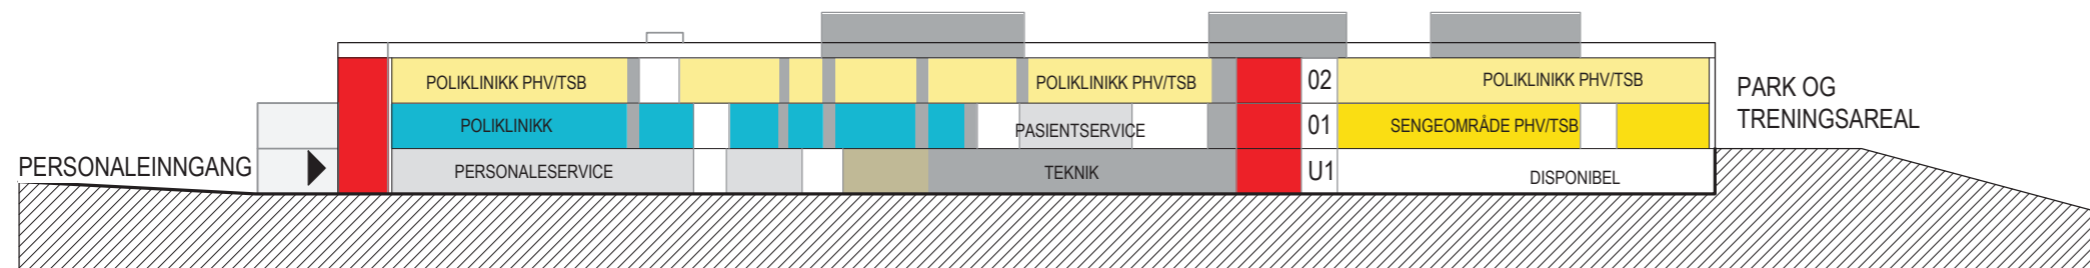 POLIKLINIKK PHV/TSB
POLIKLINIKK PHV/TSB
02
POLIKLINIKK PHV/TSB
PARK OG
TRENINGSAREAL
POLIKLINIKK
PASIENTSERVICE
01
SENGEOMRÅDE PHV/TSB
PERSONALEINNGANG
PERSONALESERVICE
TEKNIK
U1
DISPONIBEL